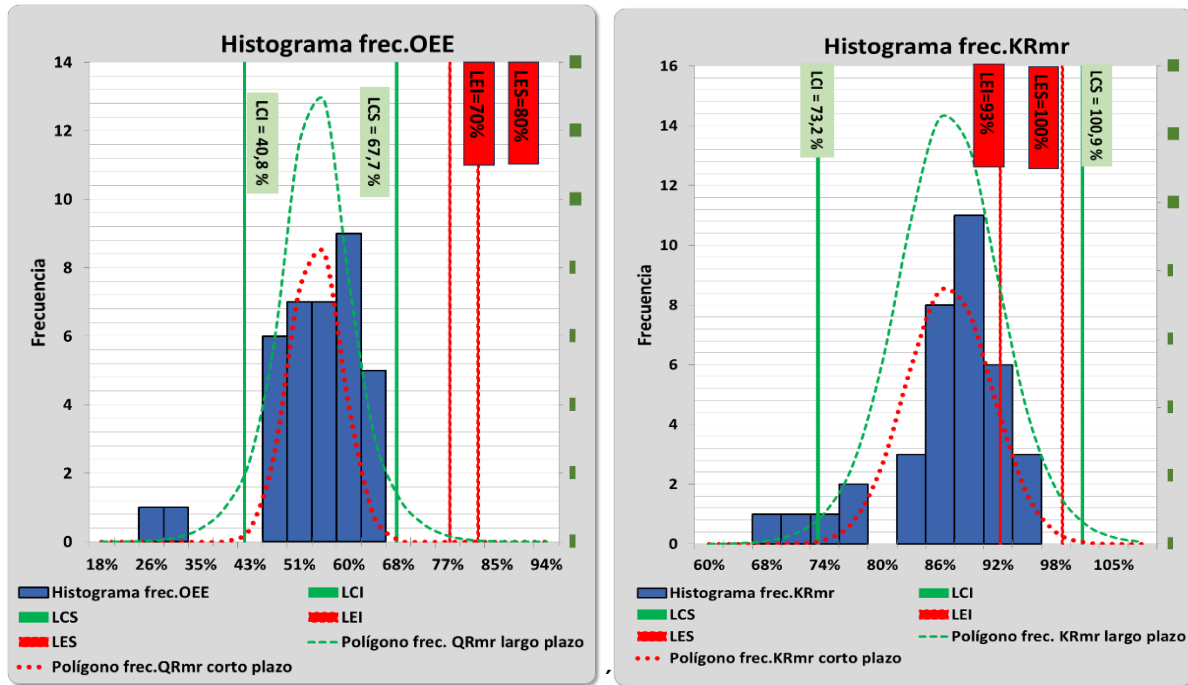 Histograma frec.OEE
14
12
10
8
6
4
2
0
Frecuencia
LCI = 40,8 %
LCS = 67,7 %
LEI=70%
LES=80%
18% 26% 35% 43% 51% 60% 68% 77% 85% 94%
Histograma frec.OEE LCI
LCS LEI
LES Polígono frec. QRmr largo plazo
Polígono frec.QRmr corto plazo
Histograma frec.KRmr
16
14
12
10
8
6
4
2
0
Frecuencia
LCI = 73,2 %
LEI=93%
LES=100%
LCS = 100,9 %
60% 68% 74% 80% 86% 92% 98% 105%
Histograma frec.KRmr LCI
LCS LEI
LES Polígono frec. KRmr largo plazo
Polígono frec.KRmr corto plazo